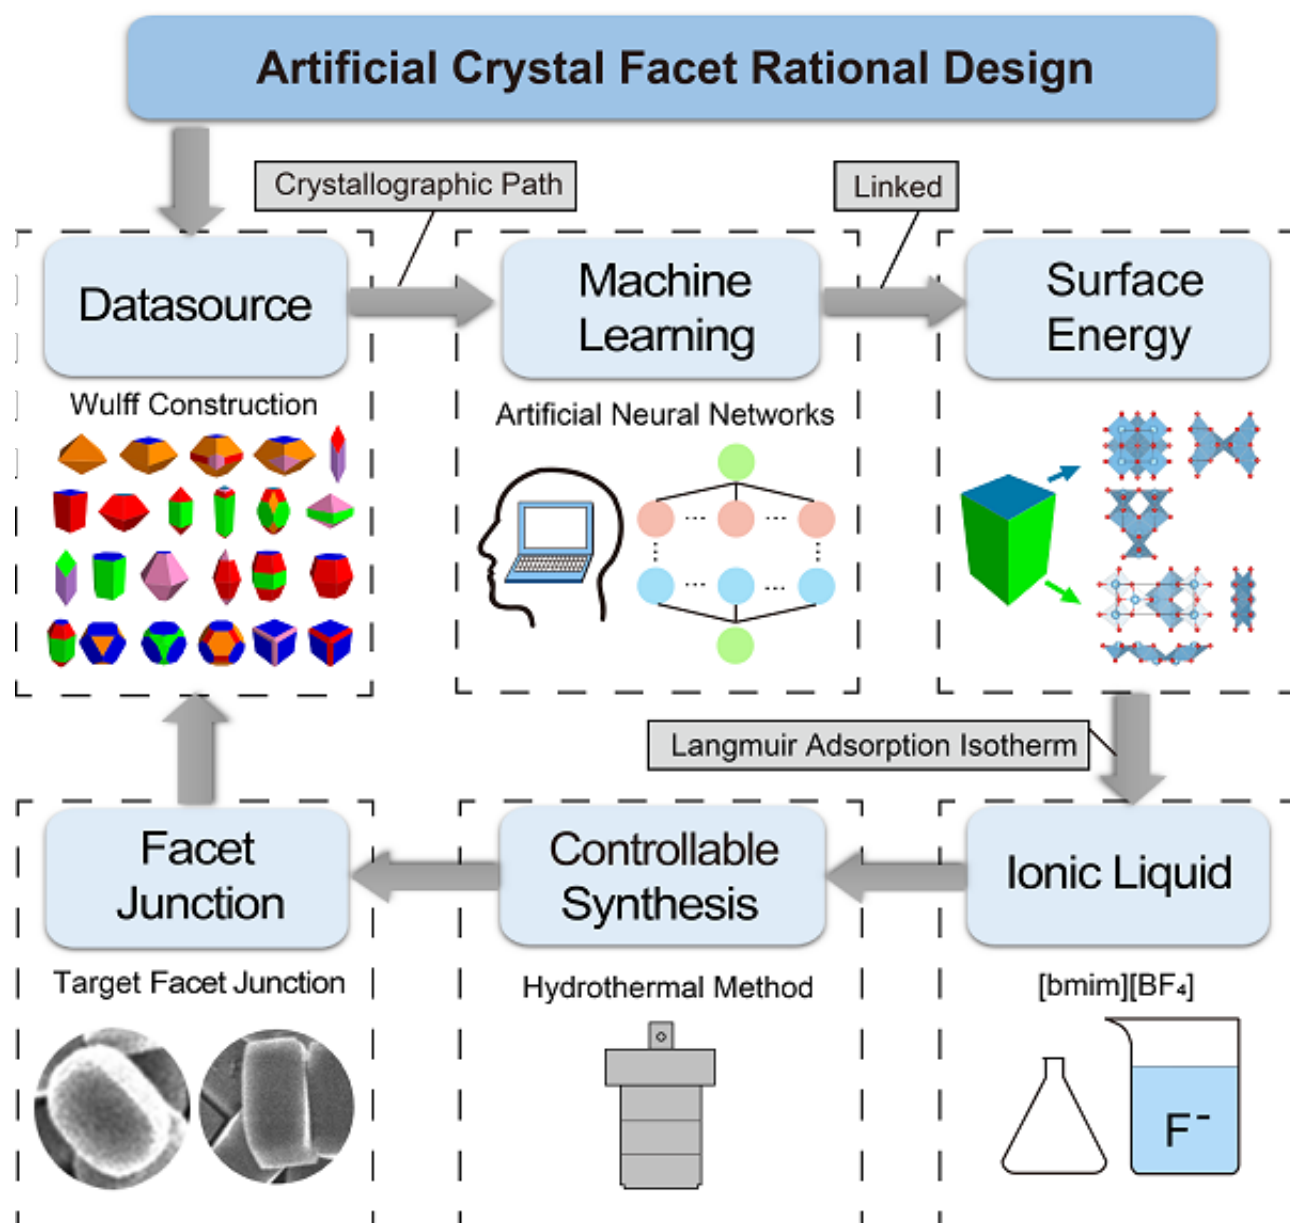 Artificial Crystal Facet Rational Design
Crystallographic Path
Linked
Datasource
Machine
Learning
Surface
Energy
Wulff Construction
Artificial Neural Networks
Langmuir Adsorption Isotherm
Facet
Junction
Controllable
Synthesis
Ionic Liquid
Target Facet Junction
Hydrothermal Method
[bmim][BF₄]
F⁻